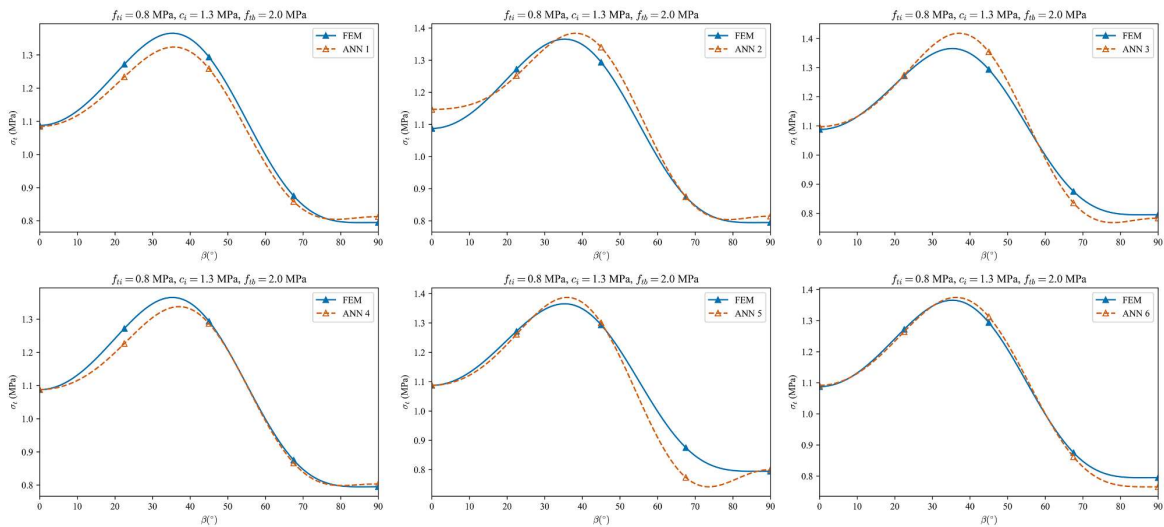 f_ti = 0.8 MPa, c_i = 1.3 MPa, f_tb = 2.0 MPa
FEM
ANN 1
σ_t (MPa)
1.3
1.2
1.1
1.0
0.9
0.8
0 10 20 30 40 50 60 70 80 90
β(°)
f_ti = 0.8 MPa, c_i = 1.3 MPa, f_tb = 2.0 MPa
FEM
ANN 2
σ_t (MPa)
1.4
1.3
1.2
1.1
1.0
0.9
0.8
0 10 20 30 40 50 60 70 80 90
β(°)
f_ti = 0.8 MPa, c_i = 1.3 MPa, f_tb = 2.0 MPa
FEM
ANN 3
σ_t (MPa)
1.4
1.3
1.2
1.1
1.0
0.9
0.8
0 10 20 30 40 50 60 70 80 90
β(°)
f_ti = 0.8 MPa, c_i = 1.3 MPa, f_tb = 2.0 MPa
FEM
ANN 4
σ_t (MPa)
1.3
1.2
1.1
1.0
0.9
0.8
0 10 20 30 40 50 60 70 80 90
β(°)
f_ti = 0.8 MPa, c_i = 1.3 MPa, f_tb = 2.0 MPa
FEM
ANN 5
σ_t (MPa)
1.4
1.3
1.2
1.1
1.0
0.9
0.8
0 10 20 30 40 50 60 70 80 90
β(°)
f_ti = 0.8 MPa, c_i = 1.3 MPa, f_tb = 2.0 MPa
FEM
ANN 6
σ_t (MPa)
1.4
1.3
1.2
1.1
1.0
0.9
0.8
0 10 20 30 40 50 60 70 80 90
β(°)